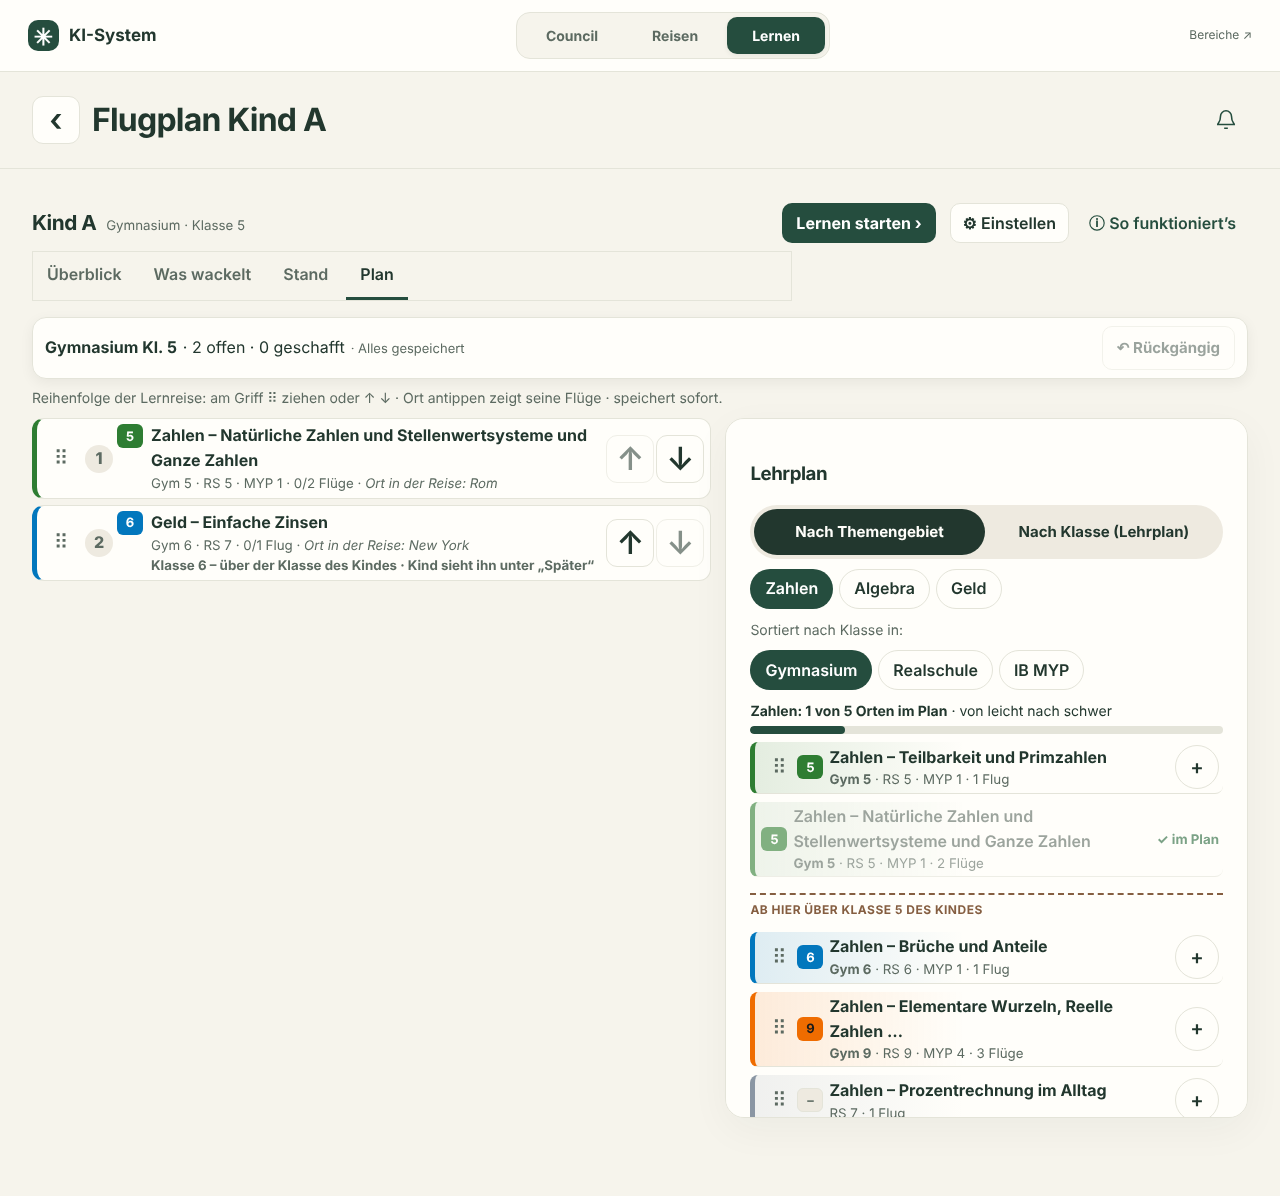 KI-System
Council
Reisen
Lernen
Bereiche ↗
‹
Flugplan Kind A
Kind A
Gymnasium · Klasse 5
Lernen starten ›
⚙ Einstellen
ⓘ So funktioniert’s
Überblick
Was wackelt
Stand
Plan
Gymnasium Kl. 5 · 2 offen · 0 geschafft · Alles gespeichert
↶ Rückgängig
Reihenfolge der Lernreise: am Griff ⠿ ziehen oder ↑ ↓ · Ort antippen zeigt seine Flüge · speichert sofort.
⠿
1
5
Zahlen – Natürliche Zahlen und Stellenwertsysteme und
Ganze Zahlen
Gym 5 · RS 5 · MYP 1 · 0/2 Flüge · Ort in der Reise: Rom
↑
↓
⠿
2
6
Geld – Einfache Zinsen
Gym 6 · RS 7 · 0/1 Flug · Ort in der Reise: New York
Klasse 6 – über der Klasse des Kindes · Kind sieht ihn unter „Später“
↑
↓
Lehrplan
Nach Themengebiet
Nach Klasse (Lehrplan)
Zahlen
Algebra
Geld
Sortiert nach Klasse in:
Gymnasium
Realschule
IB MYP
Zahlen: 1 von 5 Orten im Plan · von leicht nach schwer
⠿
5
Zahlen – Teilbarkeit und Primzahlen
Gym 5 · RS 5 · MYP 1 · 1 Flug
+
5
Zahlen – Natürliche Zahlen und
Stellenwertsysteme und Ganze Zahlen
Gym 5 · RS 5 · MYP 1 · 2 Flüge
✓ im Plan
AB HIER ÜBER KLASSE 5 DES KINDES
⠿
6
Zahlen – Brüche und Anteile
Gym 6 · RS 6 · MYP 1 · 1 Flug
+
⠿
9
Zahlen – Elementare Wurzeln, Reelle
Zahlen …
Gym 9 · RS 9 · MYP 4 · 3 Flüge
+
⠿
–
Zahlen – Prozentrechnung im Alltag
RS 7 · 1 Flug
+